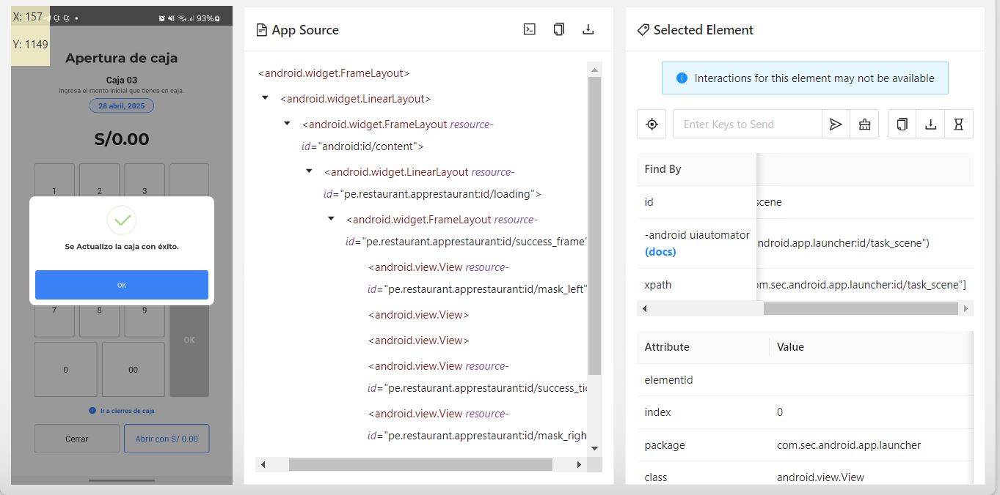 X: 157
Y: 1149
93%
Apertura de caja
Caja 03
Ingresa el monto inicial que tienes en caja.
28 abril, 2025
S/0.00
1 2 3
Se Actualizo la caja con éxito.
OK
7 8 9
OK
0 00
Ir a cierres de caja
Cerrar
Abrir con S/ 0.00
App Source
<android.widget.FrameLayout>
<android.widget.LinearLayout>
<android.widget.FrameLayout resource-
id="android:id/content">
<android.widget.LinearLayout resource-
id="pe.restaurant.apprestaurant:id/loading">
<android.widget.FrameLayout resource-
id="pe.restaurant.apprestaurant:id/success_frame"
<android.view.View resource-
id="pe.restaurant.apprestaurant:id/mask_left"
<android.view.View>
<android.view.View>
<android.view.View resource-
id="pe.restaurant.apprestaurant:id/success_tic
<android.view.View resource-
id="pe.restaurant.apprestaurant:id/mask_righ
Selected Element
Interactions for this element may not be available
Enter Keys to Send
Find By
id
scene
-android uiautomator
(docs)
ndroid.app.launcher:id/task_scene")
xpath
om.sec.android.app.launcher:id/task_scene"]
Attribute Value
elementId
index 0
package com.sec.android.app.launcher
class android.view.View